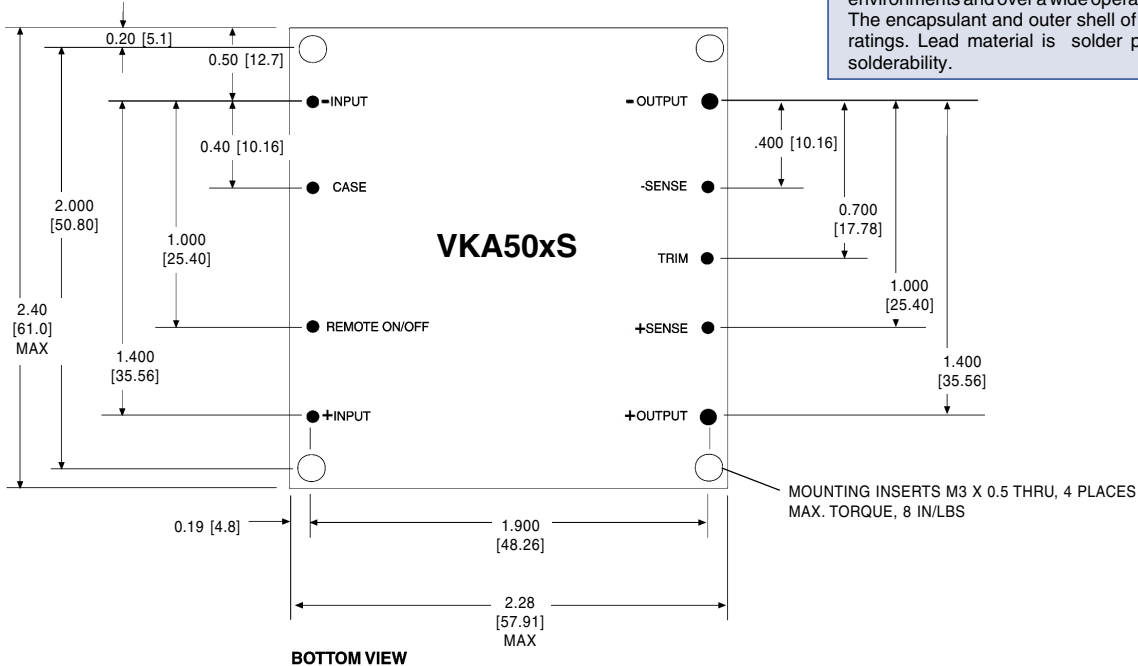 environments and over a wide opera
The encapsulant and outer shell of
ratings. Lead material is solder p
solderability.
0.20 [5.1]
0.50 [12.7]
-INPUT
-OUTPUT
0.40 [10.16]
.400 [10.16]
CASE
-SENSE
2.000
[50.80]
0.700
[17.78]
1.000
[25.40]
VKA50xS
TRIM
1.000
[25.40]
2.40
[61.0]
MAX
REMOTE ON/OFF
+SENSE
1.400
[35.56]
1.400
[35.56]
+INPUT
+OUTPUT
MOUNTING INSERTS M3 X 0.5 THRU, 4 PLACES
MAX. TORQUE, 8 IN/LBS
0.19 [4.8]
1.900
[48.26]
2.28
[57.91]
MAX
BOTTOM VIEW